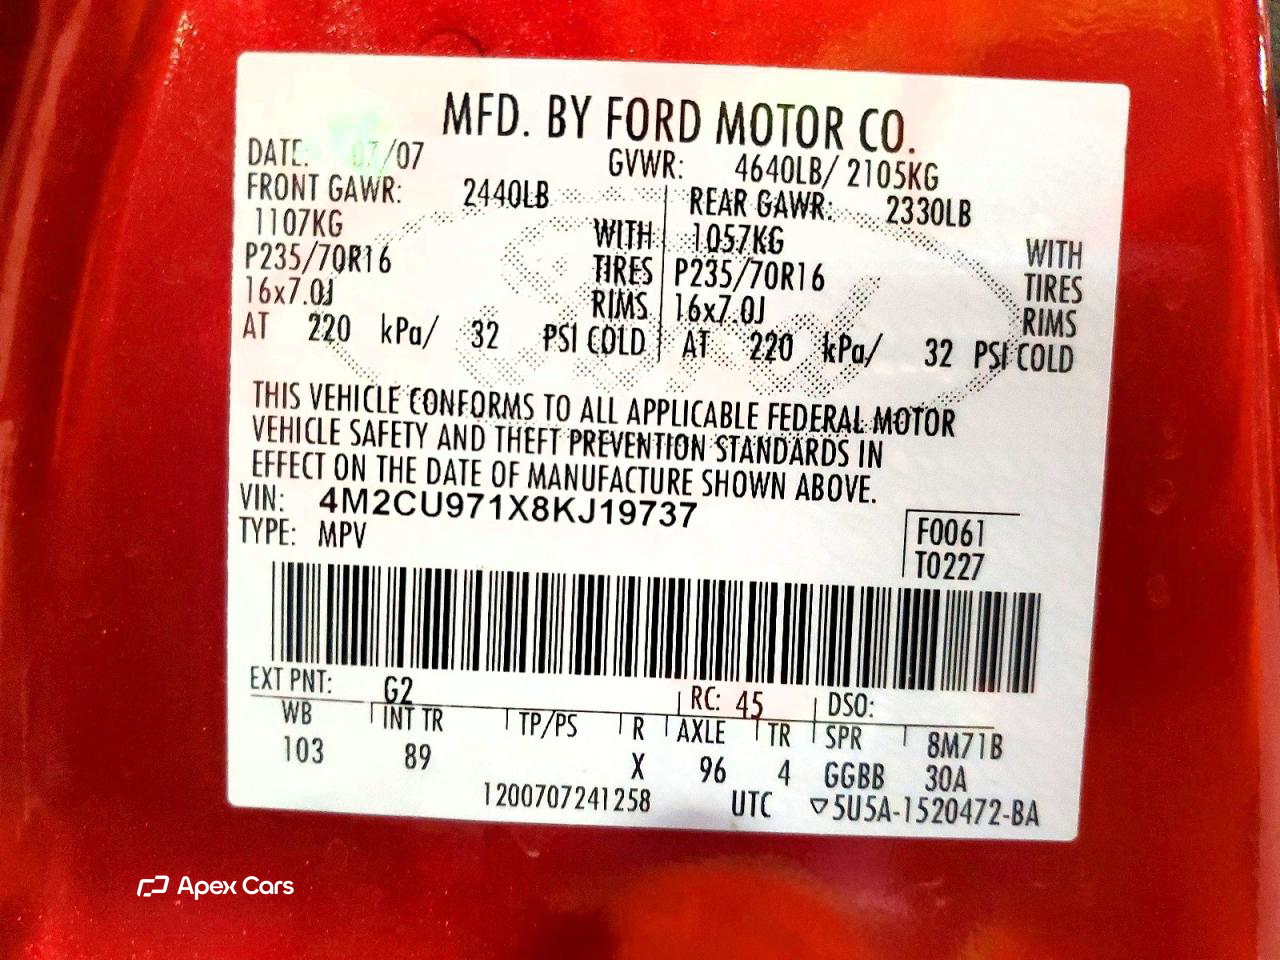 MFD. BY FORD MOTOR CO.
DATE: 07/07 GVWR: 4640LB/ 2105KG
FRONT GAWR: 2440LB REAR GAWR: 2330LB
1107KG WITH 1057KG WITH
P235/70R16 TIRES P235/70R16 TIRES
16x7.0J RIMS 16x7.0J RIMS
AT 220 kPa/ 32 PSI COLD AT 220 kPa/ 32 PSI COLD
THIS VEHICLE CONFORMS TO ALL APPLICABLE FEDERAL MOTOR
VEHICLE SAFETY AND THEFT PREVENTION STANDARDS IN
EFFECT ON THE DATE OF MANUFACTURE SHOWN ABOVE.
VIN: 4M2CU971X8KJ19737
TYPE: MPV
F0061
T0227
EXT PNT: G2 RC: 45 DSO:
WB INT TR TP/PS R AXLE TR SPR 8M71B
103 89 X 96 4 GGBB 30A
1200707241258 UTC ▽5U5A-1520472-BA
Apex Cars